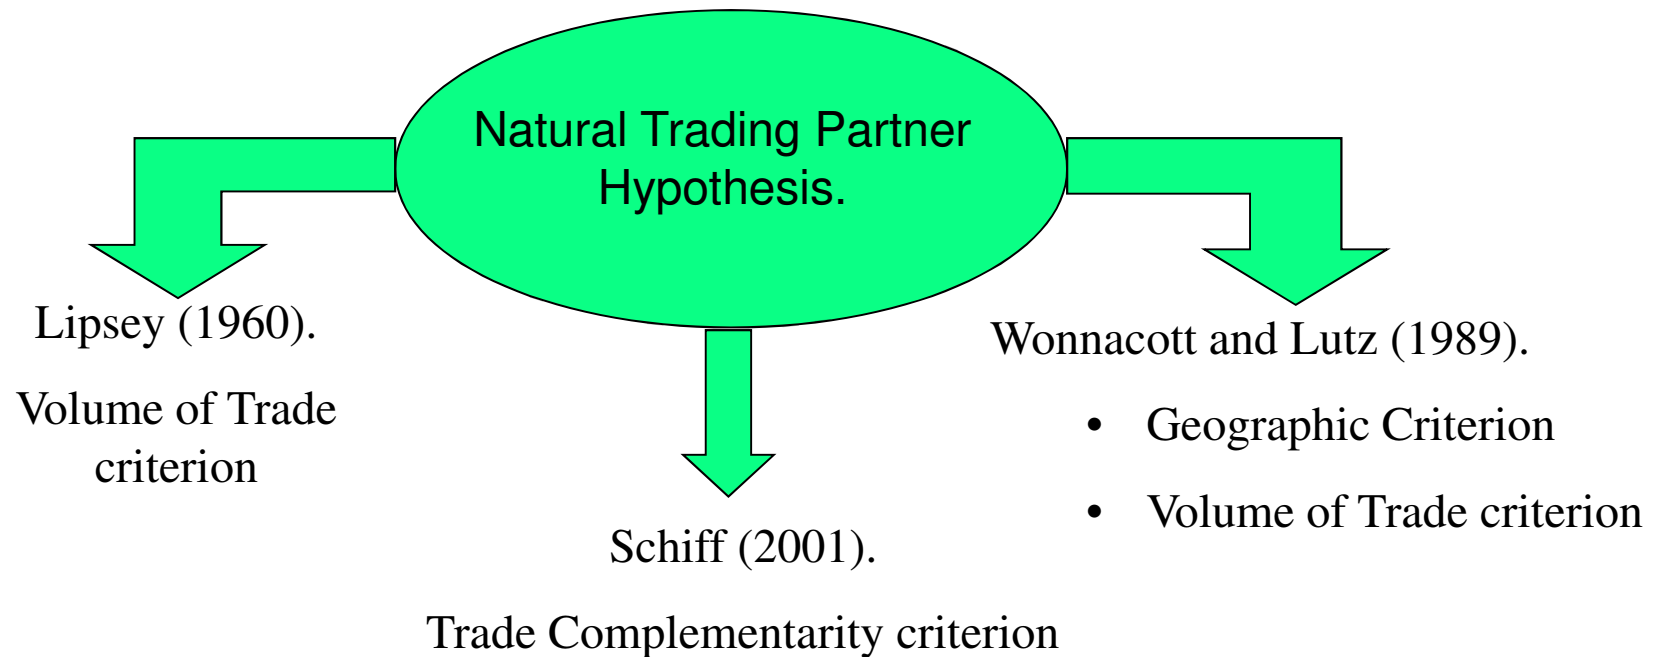 Natural Trading Partner
Hypothesis.
Lipsey (1960).
Volume of Trade
criterion
Schiff (2001).
Trade Complementarity criterion
Wonnacott and Lutz (1989).
• Geographic Criterion
• Volume of Trade criterion